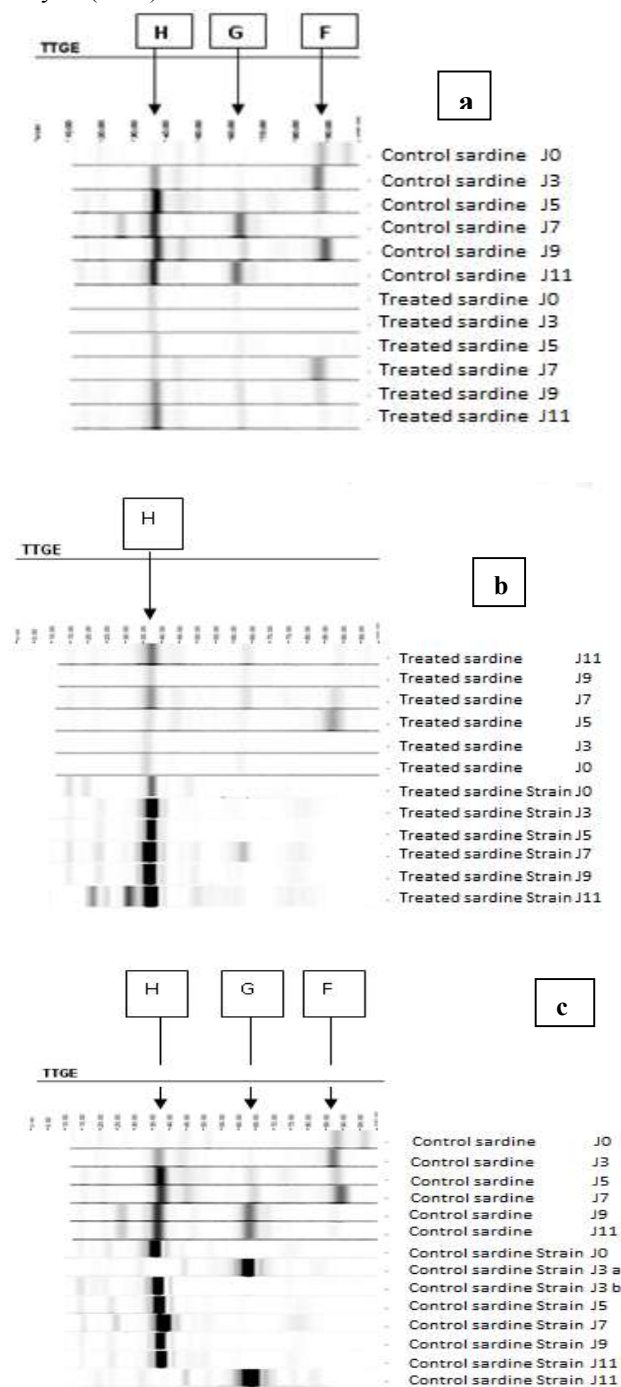 H G F
TTGE
a
Control sardine J0
Control sardine J3
Control sardine J5
Control sardine J7
Control sardine J9
Control sardine J11
Treated sardine J0
Treated sardine J3
Treated sardine J5
Treated sardine J7
Treated sardine J9
Treated sardine J11
H
TTGE
b
Treated sardine J11
Treated sardine J9
Treated sardine J7
Treated sardine J5
Treated sardine J3
Treated sardine J0
Treated sardine Strain J0
Treated sardine Strain J3
Treated sardine Strain J5
Treated sardine Strain J7
Treated sardine Strain J9
Treated sardine Strain J11
H G F
c
TTGE
Control sardine J0
Control sardine J3
Control sardine J5
Control sardine J7
Control sardine J9
Control sardine J11
Control sardine Strain J0
Control sardine Strain J3 a
Control sardine Strain J3 b
Control sardine Strain J5
Control sardine Strain J7
Control sardine Strain J9
Control sardine Strain J11
Control sardine Strain J11